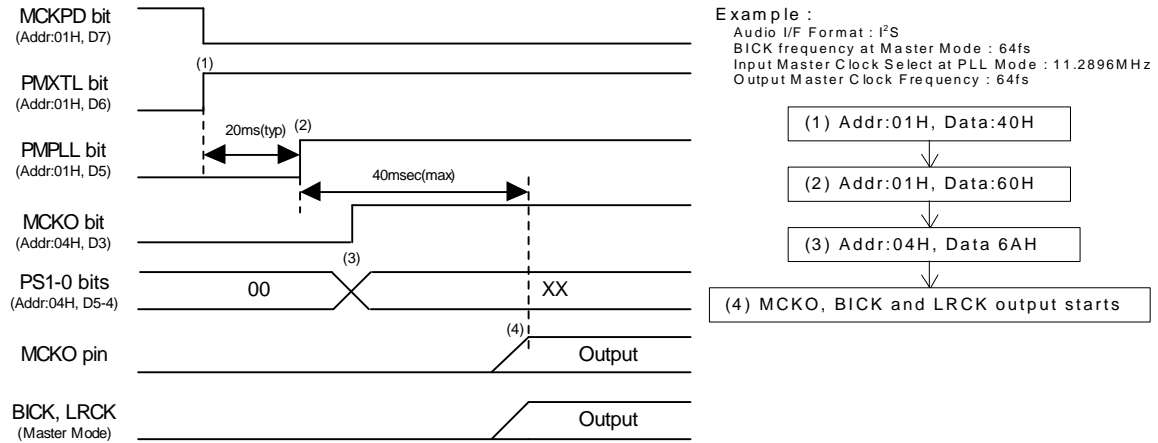 MCKPD bit
(Addr:01H, D7)
(1)
PMXTL bit
(Addr:01H, D6)
20ms(typ)
(2)
PMPLL bit
(Addr:01H, D5)
40msec(max)
MCKO bit
(Addr:04H, D3)
(3)
PS1-0 bits
(Addr:04H, D5-4)
00
XX
(4)
MCKO pin
Output
BICK, LRCK
(Master Mode)
Output
Example :
Audio I/F Format : I²S
BICK frequency at Master Mode : 64fs
Input Master Clock Select at PLL Mode : 11.2896MHz
Output Master Clock Frequency : 64fs
(1) Addr:01H, Data:40H
(2) Addr:01H, Data:60H
(3) Addr:04H, Data 6AH
(4) MCKO, BICK and LRCK output starts